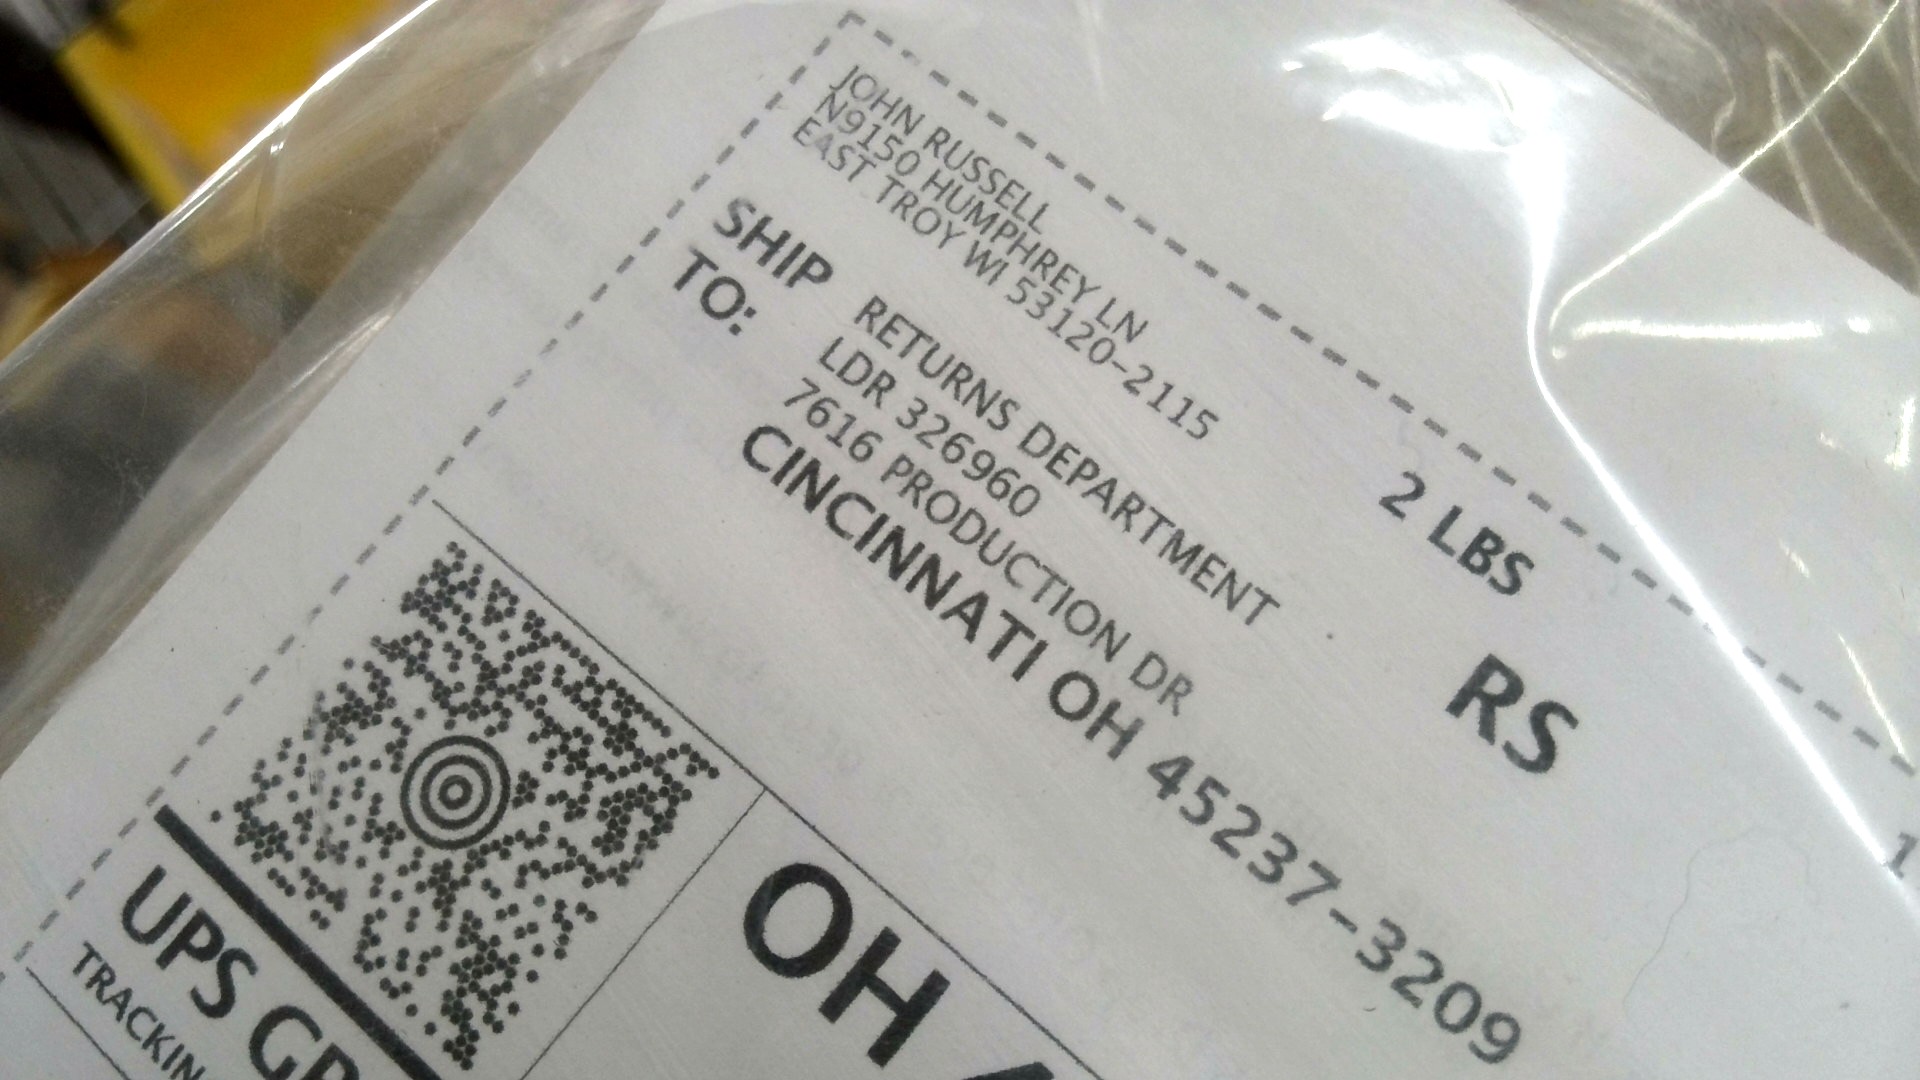 JOHN RUSSELL
N9150 HUMPHREY LN
EAST TROY WI 53120-2115
2 LBS
RS
SHIP
TO:
RETURNS DEPARTMENT
LDR 326960
7616 PRODUCTION DR
CINCINNATI OH 45237-3209
OH
UPS